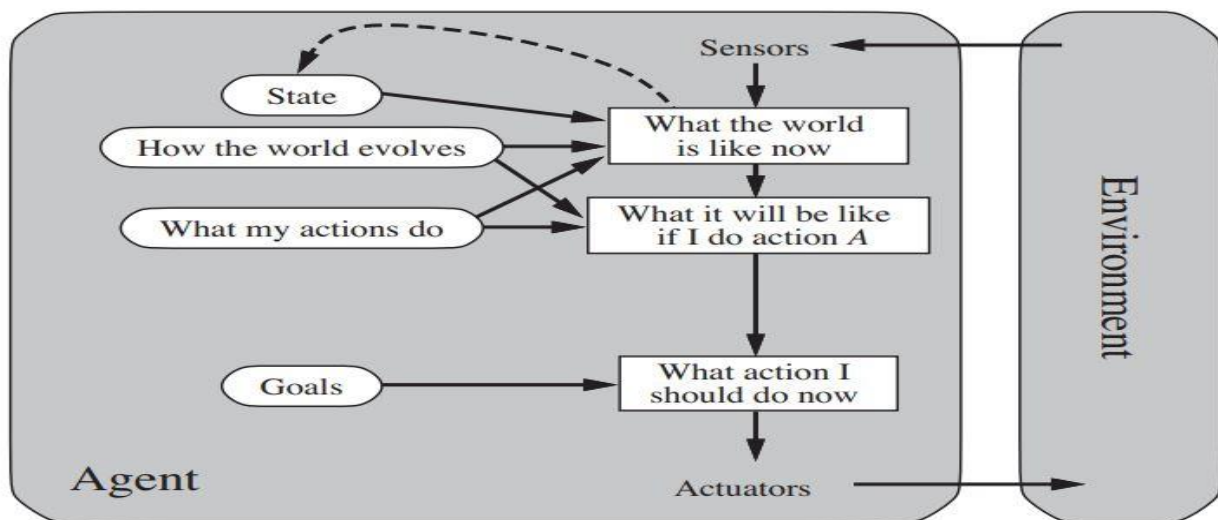 Sensors
State
What the world
is like now
How the world evolves
What it will be like
if I do action A
What my actions do
Environment
What action I
should do now
Goals
Agent
Actuators